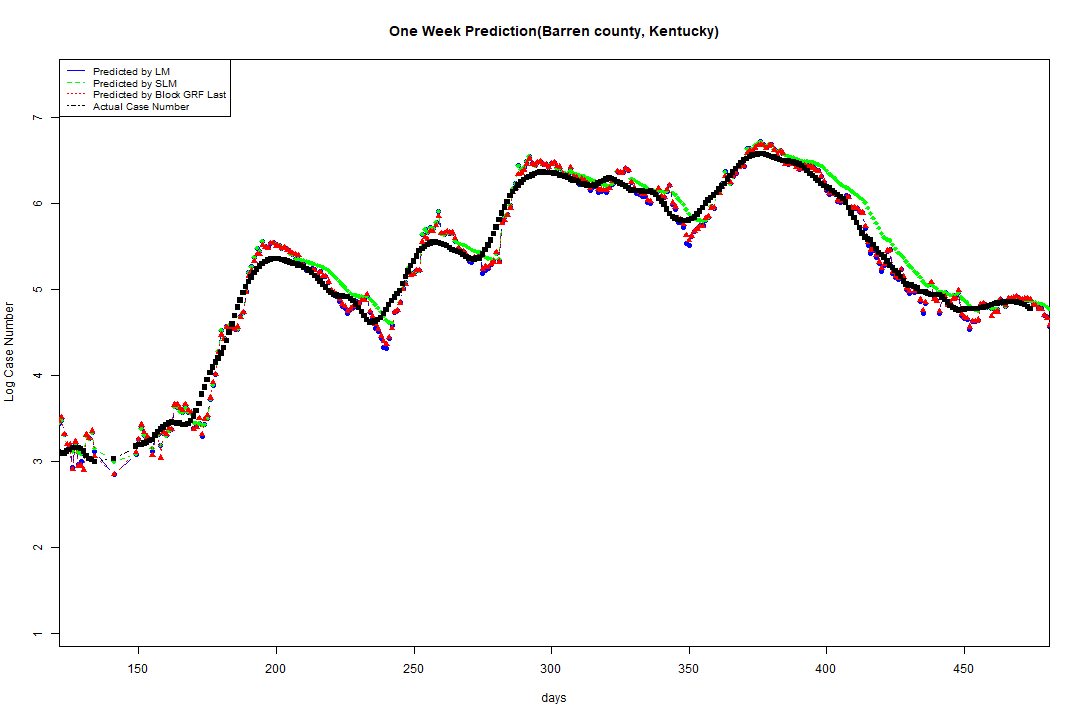 One Week Prediction(Barren county, Kentucky)
Predicted by LM
Predicted by SLM
Predicted by Block GRF Last
Actual Case Number
7
6
5
4
3
2
1
Log Case Number
150 200 250 300 350 400 450
days